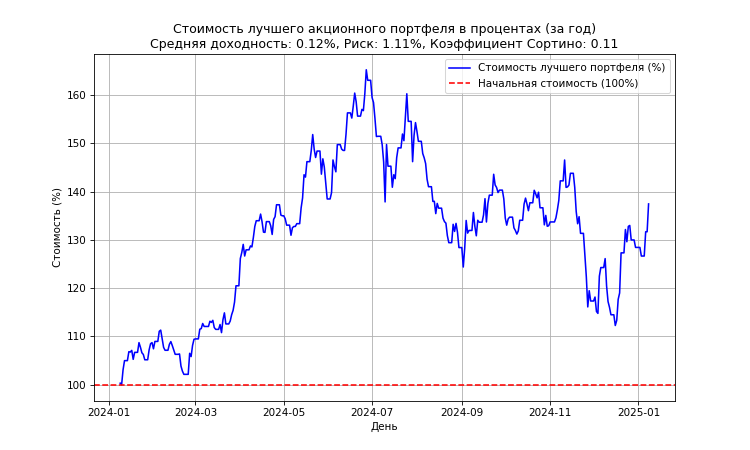 Стоимость лучшего акционного портфеля в процентах (за год)
Средняя доходность: 0.12%, Риск: 1.11%, Коэффициент Сортино: 0.11
Стоимость лучшего портфеля (%)
Начальная стоимость (100%)
Стоимость (%)
160
150
140
130
120
110
100
2024-01
2024-03
2024-05
2024-07
2024-09
2024-11
2025-01
День